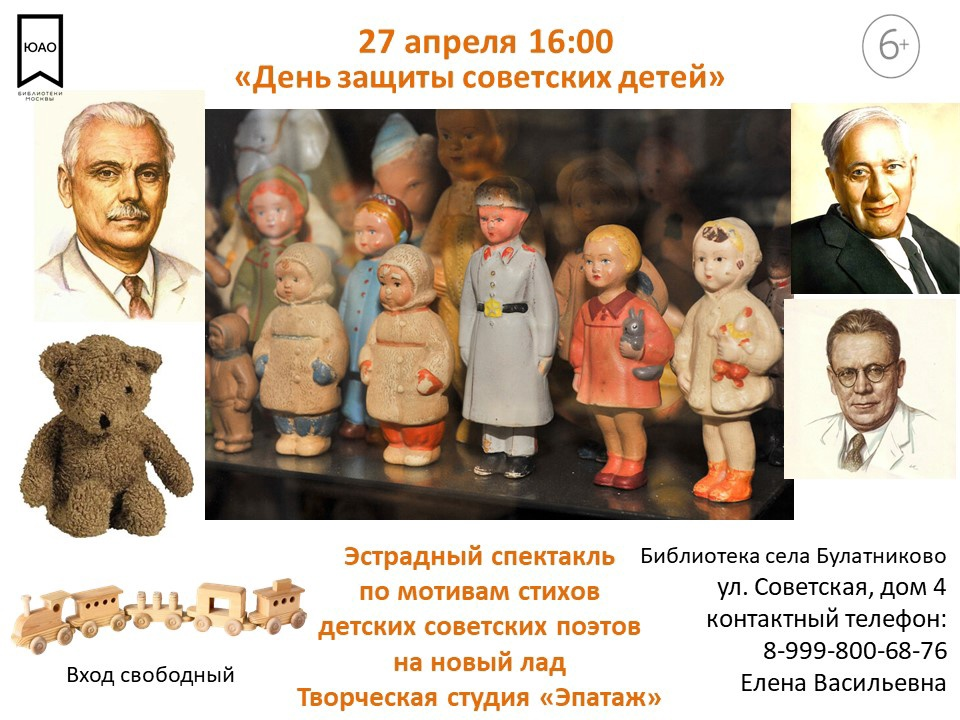 ЮАО
БИБЛИОТЕКИ
МОСКВЫ
27 апреля 16:00
«День защиты советских детей»
6+
Эстрадный спектакль
по мотивам стихов
детских советских поэтов
на новый лад
Творческая студия «Эпатаж»
Библиотека села Булатниково
ул. Советская, дом 4
контактный телефон:
8-999-800-68-76
Елена Васильевна
Вход свободный